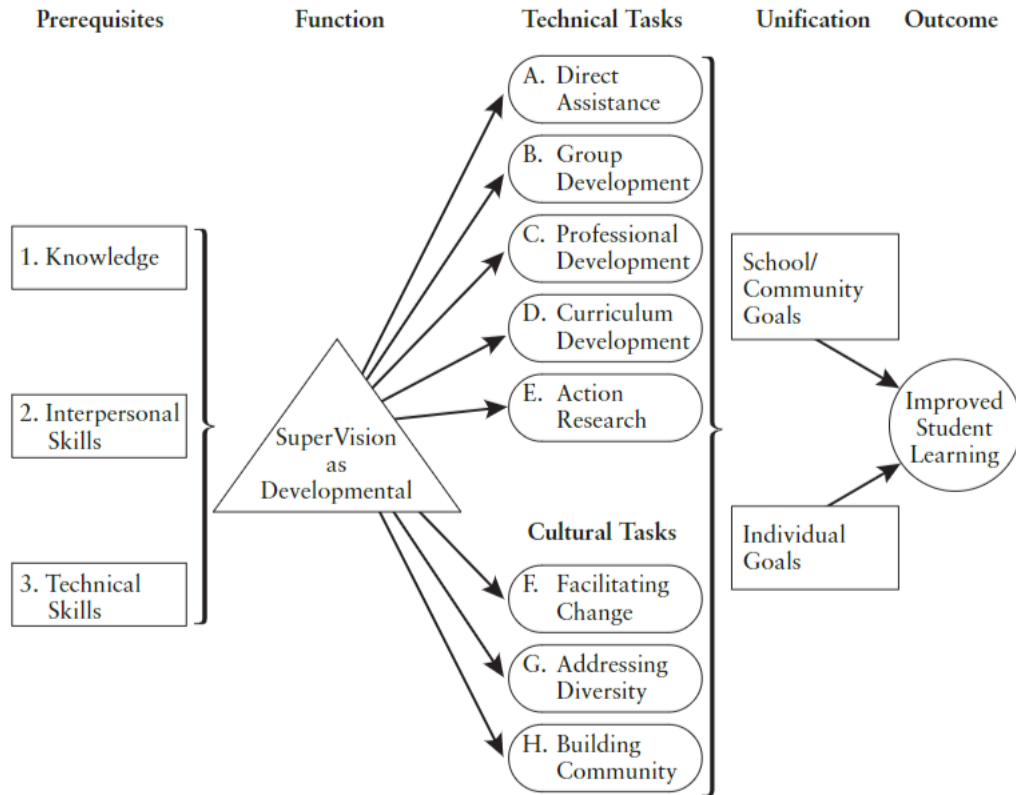 Prerequisites
Function
Technical Tasks
Unification
Outcome
1. Knowledge
2. Interpersonal
Skills
3. Technical
Skills
SuperVision
as
Developmental
A. Direct
Assistance
B. Group
Development
C. Professional
Development
D. Curriculum
Development
E. Action
Research
Cultural Tasks
F. Facilitating
Change
G. Addressing
Diversity
H. Building
Community
School/
Community
Goals
Individual
Goals
Improved
Student
Learning